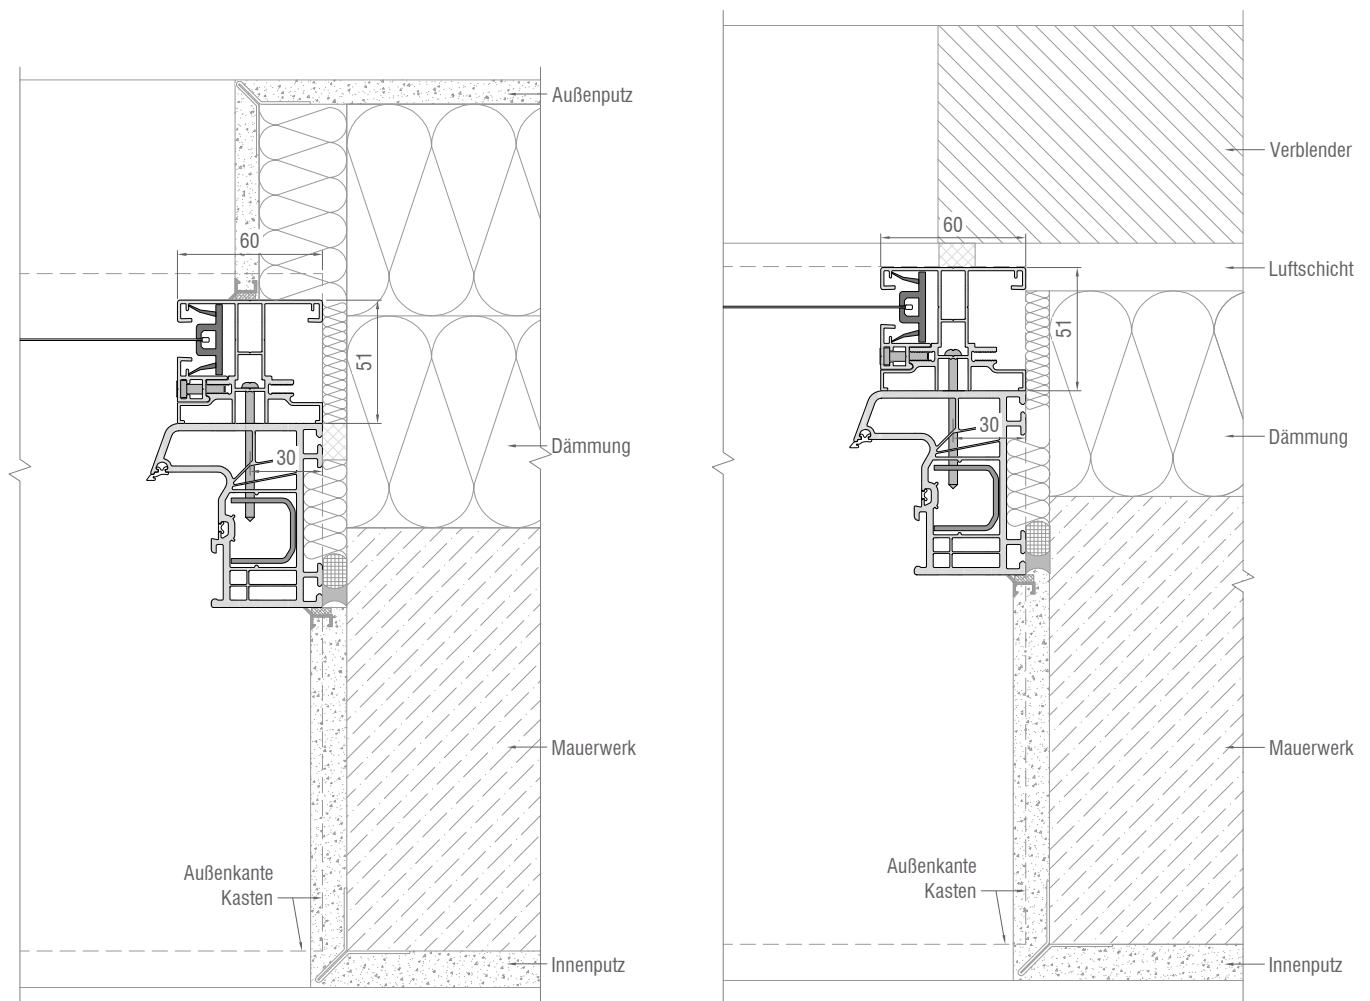 Außenputz
60
51
Dämmung
30
Mauerwerk
Außenkante
Kasten
Innenputz
Verblender
60
Luftschicht
51
Dämmung
30
Mauerwerk
Außenkante
Kasten
Innenputz